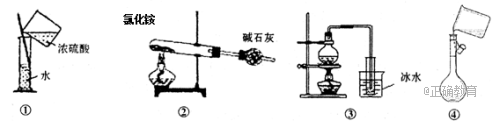 氯化铵
浓硫酸
水
碱石灰
冰水
@正确教育
① ② ③ ④